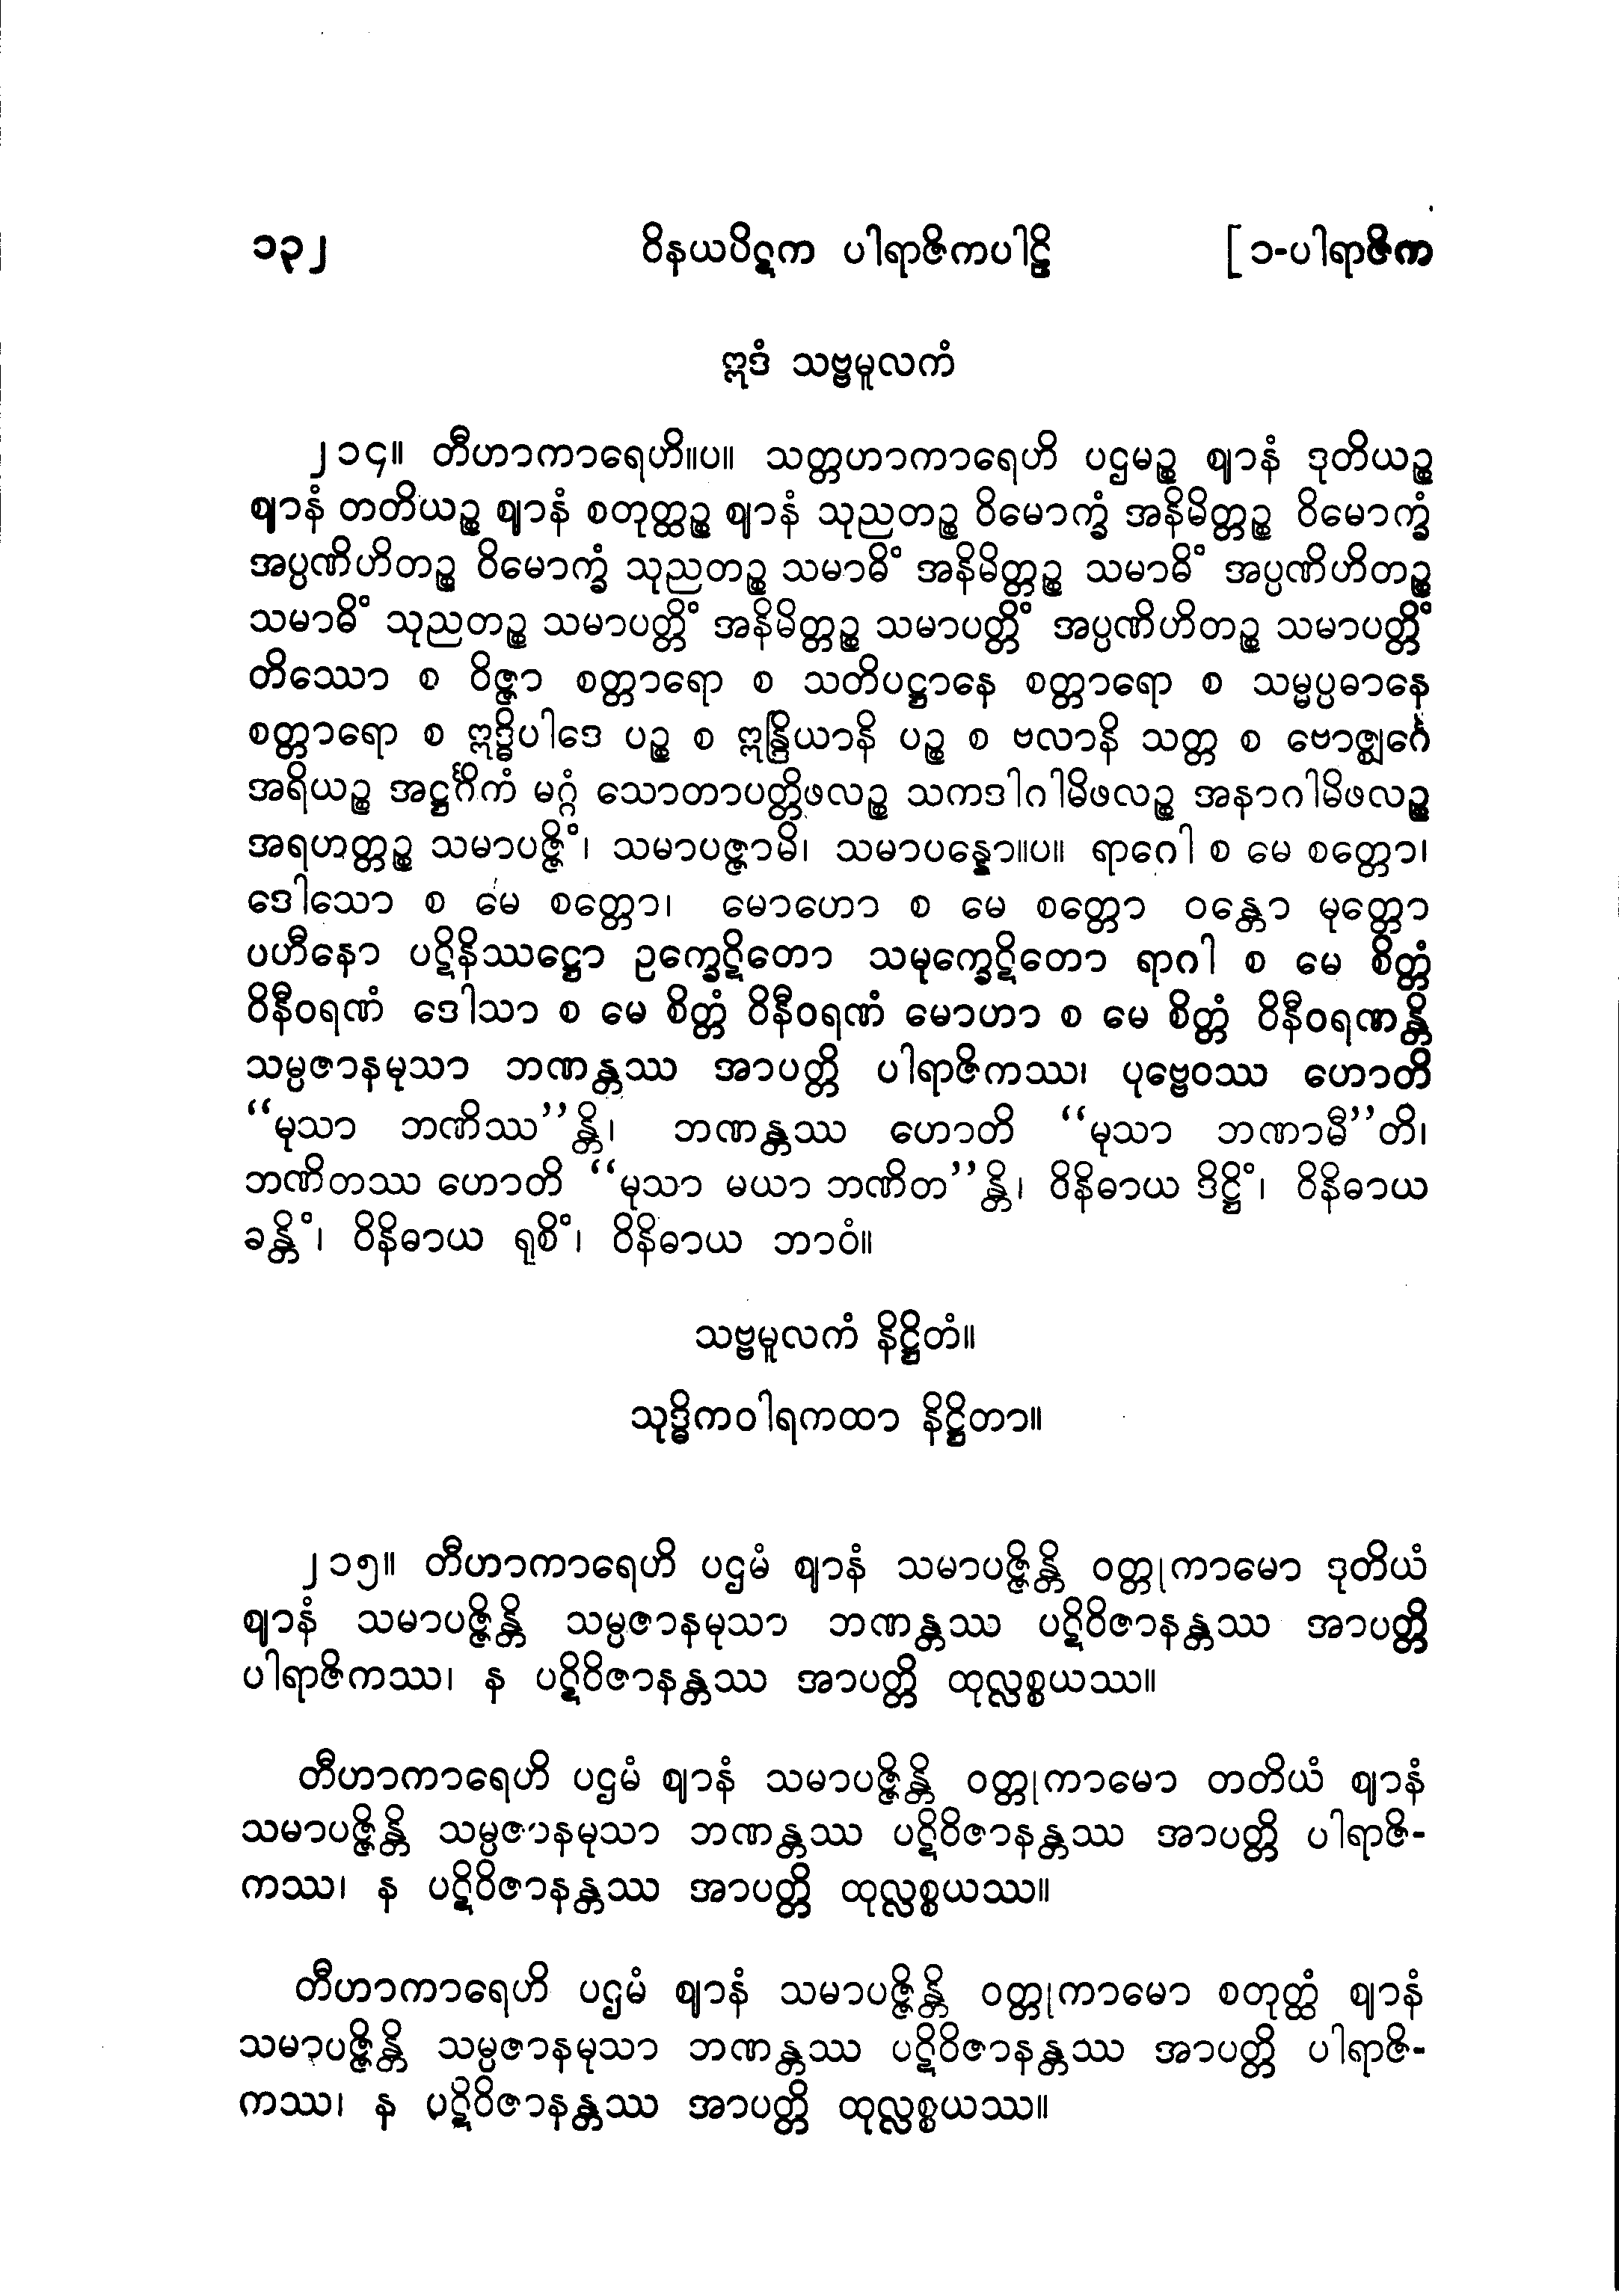 ၁၃၂ ဝိနယပိဋက ပါရာဇိကပါဠိ [ ၁-ပါရာဇိက
ဣဒံ သဗ္ဗမူလကံ
၂၁၄။ တီဟာကာရေဟိ။ပ။ သတ္တဟာကာရေဟိ ပဌမဉ္စ ဈာနံ ဒုတိယဉ္စ
ဈာနံ တတိယဉ္စ ဈာနံ စတုတ္ထဉ္စ ဈာနံ သုညတဉ္စ ဝိမောက္ခံ အနိမိတ္တဉ္စ ဝိမောက္ခံ
အပ္ပဏိဟိတဉ္စ ဝိမောက္ခံ သုညတဉ္စ သမာဓိံ အနိမိတ္တဉ္စ သမာဓိံ အပ္ပဏိဟိတဉ္စ
သမာဓိံ သုညတဉ္စ သမာပတ္တိံ အနိမိတ္တဉ္စ သမာပတ္တိံ အပ္ပဏိဟိတဉ္စ သမာပတ္တိံ
တိဿော စ ဝိဇ္ဇာ စတ္တာရော စ သတိပဋ္ဌာနေ စတ္တာရော စ သမ္မပ္ပဓာနေ
စတ္တာရော စ ဣဒ္ဓိပါဒေ ပဉ္စ စ ဣန္ဒြိယာနိ ပဉ္စ စ ဗလာနိ သတ္တ စ ဗောဇ္ဈင်္ဂေ
အရိယဉ္စ အဋ္ဌင်္ဂိကံ မဂ္ဂံ သောတာပတ္တိဖလဉ္စ သကဒါဂါမိဖလဉ္စ အနာဂါမိဖလဉ္စ
အရဟတ္တဉ္စ သမာပဇ္ဇိံ၊ သမာပဇ္ဇာမိ၊ သမာပန္နော။ပ။ ရာဂေါ စ မေ စတ္တော၊
ဒေါသော စ မေ စတ္တော၊ မောဟော စ မေ စတ္တော ဝန္တော မုတ္တော
ပဟီနော ပဋိနိဿဋ္ဌော ဥက္ခေဋိတော သမုက္ခေဋိတော ရာဂါ စ မေ စိတ္တံ
ဝိနီဝရဏံ ဒေါသာ စ မေ စိတ္တံ ဝိနီဝရဏံ မောဟာ စ မေ စိတ္တံ ဝိနီဝရဏန္တိ
သမ္ပဇာနမုသာ ဘဏန္တဿ အာပတ္တိ ပါရာဇိကဿ၊ ပုဗ္ဗေဝဿ ဟောတိ
“မုသာ ဘဏိဿ”န္တိ၊ ဘဏန္တဿ ဟောတိ “မုသာ ဘဏာမီ”တိ၊
ဘဏိတဿ ဟောတိ “မုသာ မယာ ဘဏိတ”န္တိ၊ ဝိနိဓာယ ဒိဋ္ဌိံ၊ ဝိနိဓာယ
ခန္တိံ၊ ဝိနိဓာယ ရုစိံ၊ ဝိနိဓာယ ဘာဝံ။
သဗ္ဗမူလကံ နိဋ္ဌိတံ။
သုဒ္ဓိကဝါရကထာ နိဋ္ဌိတာ။
၂၁၅။ တီဟာကာရေဟိ ပဌမံ ဈာနံ သမာပဇ္ဇိန္တိ ဝတ္တုကာမော ဒုတိယံ
ဈာနံ သမာပဇ္ဇိန္တိ သမ္ပဇာနမုသာ ဘဏန္တဿ ပဋိဝိဇာနန္တဿ အာပတ္တိ
ပါရာဇိကဿ၊ န ပဋိဝိဇာနန္တဿ အာပတ္တိ ထုလ္လစ္စယဿ။
တီဟာကာရေဟိ ပဌမံ ဈာနံ သမာပဇ္ဇိန္တိ ဝတ္တုကာမော တတိယံ ဈာနံ
သမာပဇ္ဇိန္တိ သမ္ပဇာနမုသာ ဘဏန္တဿ ပဋိဝိဇာနန္တဿ အာပတ္တိ ပါရာဇိ-
ကဿ၊ န ပဋိဝိဇာနန္တဿ အာပတ္တိ ထုလ္လစ္စယဿ။
တီဟာကာရေဟိ ပဌမံ ဈာနံ သမာပဇ္ဇိန္တိ ဝတ္တုကာမော စတုတ္ထံ ဈာနံ
သမာပဇ္ဇိန္တိ သမ္ပဇာနမုသာ ဘဏန္တဿ ပဋိဝိဇာနန္တဿ အာပတ္တိ ပါရာဇိ-
ကဿ၊ န ပဋိဝိဇာနန္တဿ အာပတ္တိ ထုလ္လစ္စယဿ။